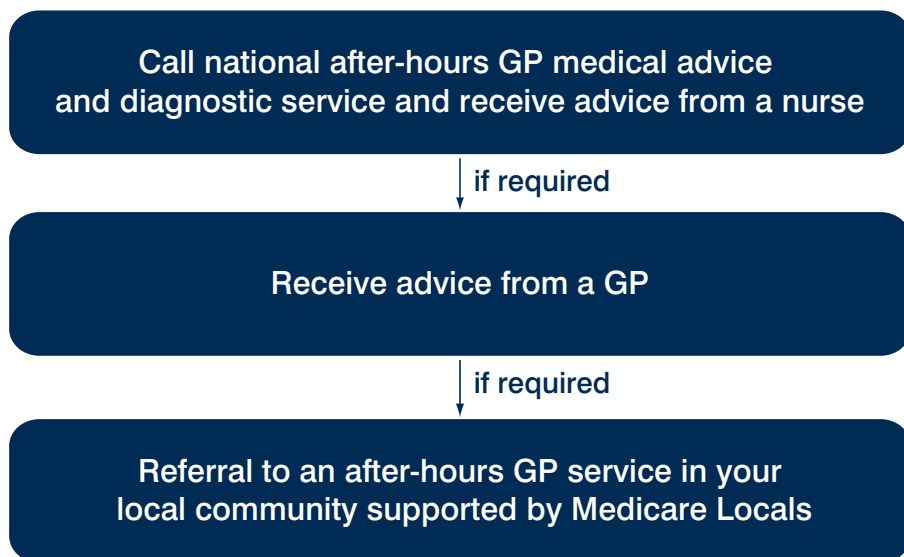 Call national after-hours GP medical advice
and diagnostic service and receive advice from a nurse
if required
Receive advice from a GP
if required
Referral to an after-hours GP service in your
local community supported by Medicare Locals